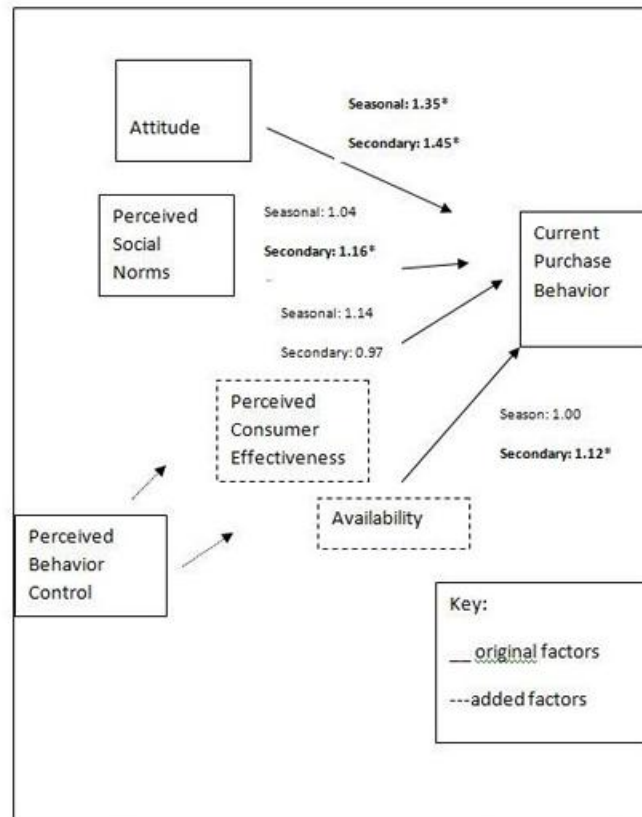 Attitude
Seasonal: 1.35*
Secondary: 1.45*
Perceived
Social
Norms
Seasonal: 1.04
Secondary: 1.16*
Current
Purchase
Behavior
Seasonal: 1.14
Secondary: 0.97
Perceived
Consumer
Effectiveness
Season: 1.00
Secondary: 1.12*
Availability
Perceived
Behavior
Control
Key:
__ original factors
---added factors